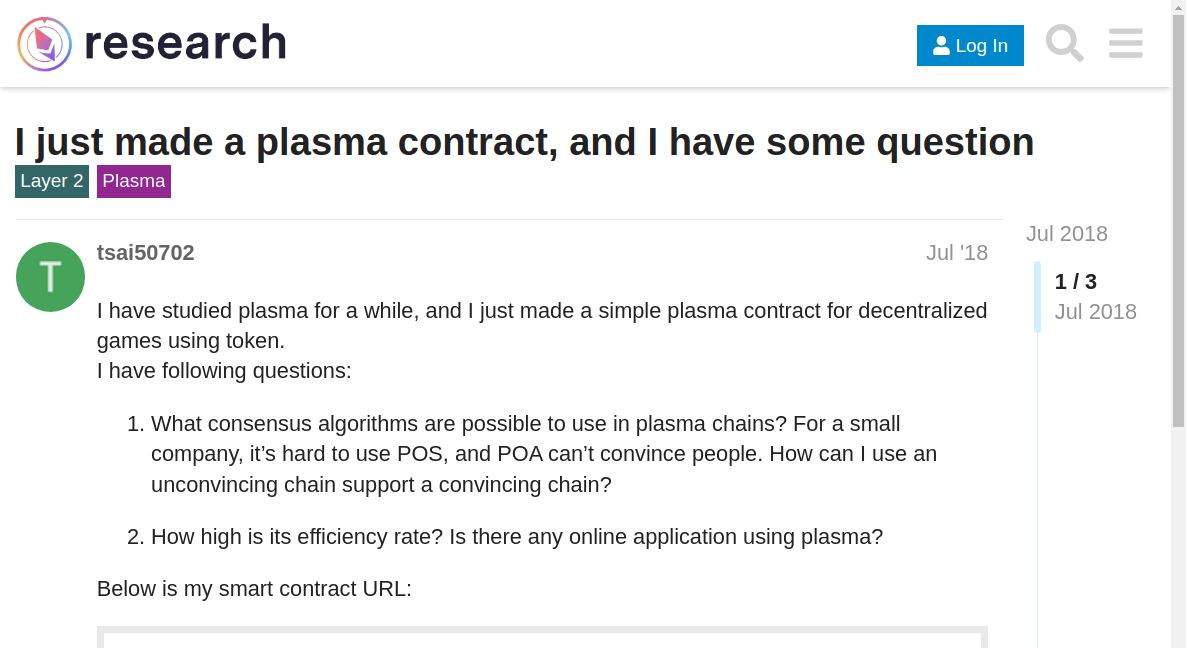 research
Log In
I just made a plasma contract, and I have some question
Layer 2 Plasma
Jul 2018
T
tsai50702
Jul '18
1 / 3
Jul 2018
I have studied plasma for a while, and I just made a simple plasma contract for decentralized
games using token.
I have following questions:
1. What consensus algorithms are possible to use in plasma chains? For a small
company, it’s hard to use POS, and POA can’t convince people. How can I use an
unconvincing chain support a convincing chain?
2. How high is its efficiency rate? Is there any online application using plasma?
Below is my smart contract URL: